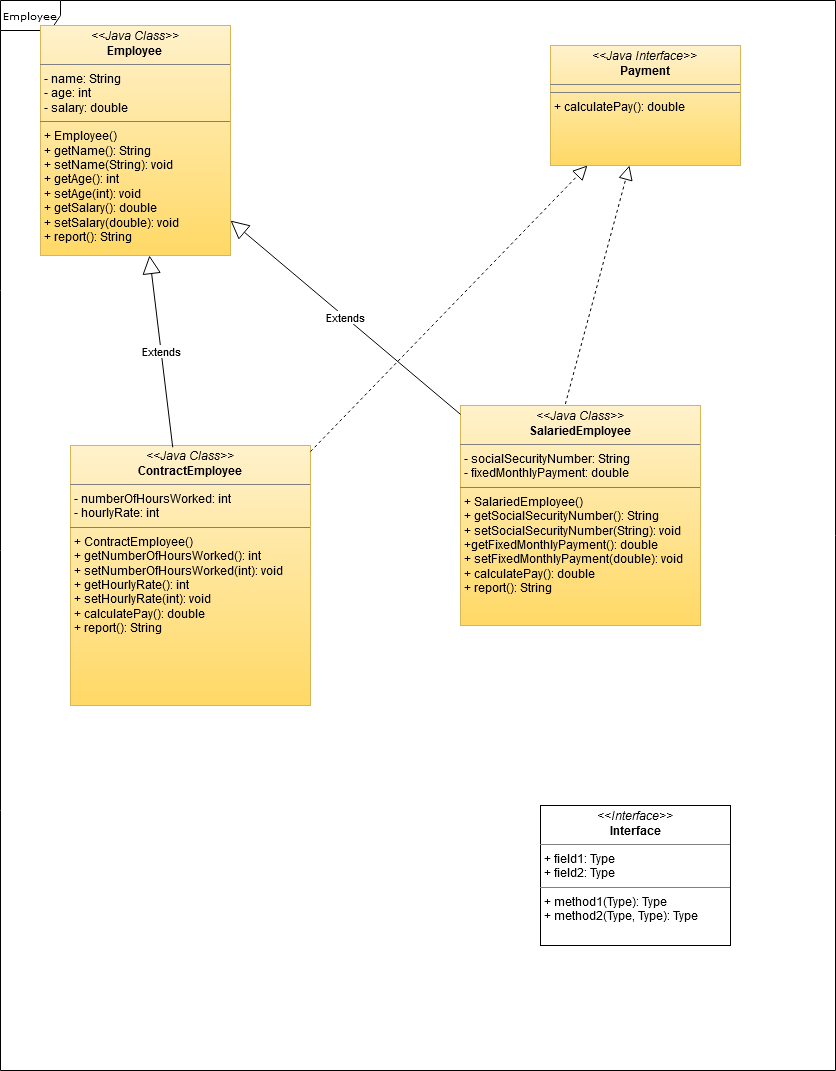 Employee
<<Java Class>>
Employee
- name: String
- age: int
- salary: double
+ Employee()
+ getName(): String
+ setName(String): void
+ getAge(): int
+ setAge(int): void
+ getSalary(): double
+ setSalary(double): void
+ report(): String
<<Java Interface>>
Payment
+ calculatePay(): double
Extends
Extends
<<Java Class>>
ContractEmployee
- numberOfHoursWorked: int
- hourlyRate: int
+ ContractEmployee()
+ getNumberOfHoursWorked(): int
+ setNumberOfHoursWorked(int): void
+ getHourlyRate(): int
+ setHourlyRate(int): void
+ calculatePay(): double
+ report(): String
<<Java Class>>
SalariedEmployee
- socialSecurityNumber: String
- fixedMonthlyPayment: double
+ SalariedEmployee()
+ getSocialSecurityNumber(): String
+ setSocialSecurityNumber(String): void
+getFixedMonthlyPayment(): double
+ setFixedMonthlyPayment(double): void
+ calculatePay(): double
+ report(): String
<<Interface>>
Interface
+ field1: Type
+ field2: Type
+ method1(Type): Type
+ method2(Type, Type): Type